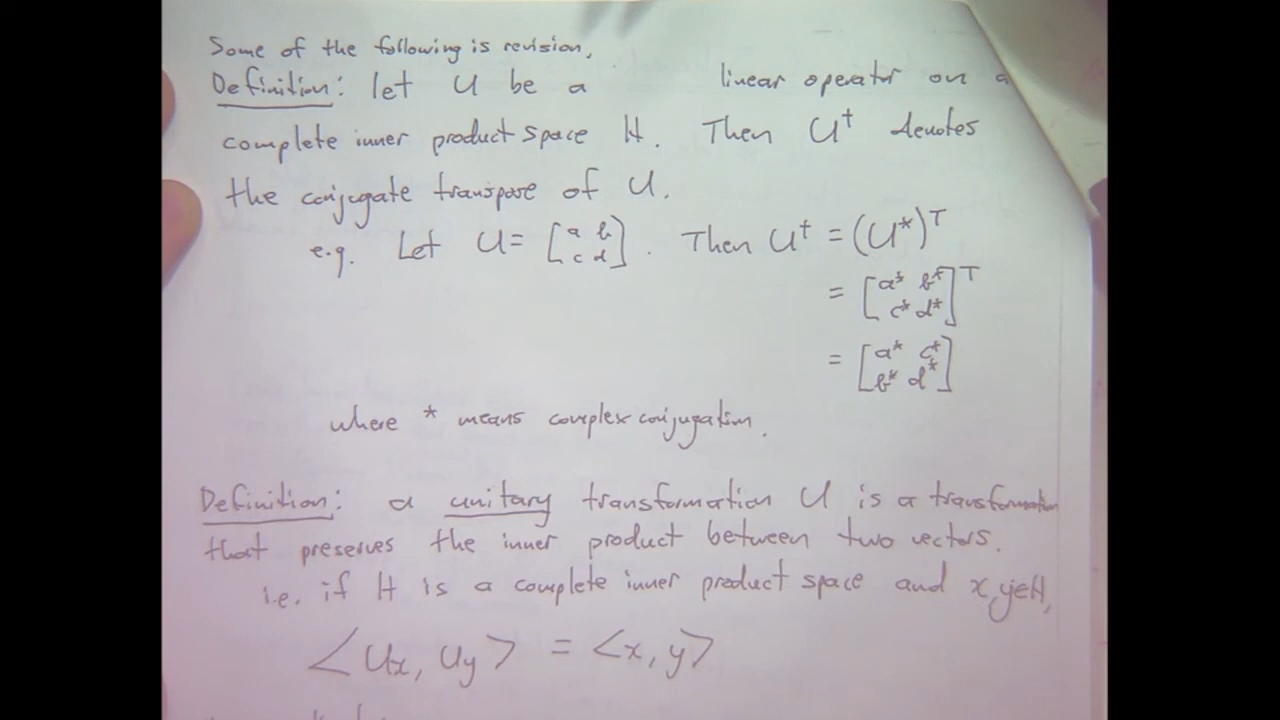 Some of the following is revision.
Definition: let U be a linear operator on a
complete inner product space H. Then U† denotes
the conjugate transpose of U.
e.g. Let U = [a b
c d]. Then U† = (U*)ᵀ
= [a* b*
c* d*]ᵀ
= [a* c*
b* d*]
where * means complex conjugation.
Definition: a unitary transformation U is a transformation
that preserves the inner product between two vectors.
i.e. if H is a complete inner product space and x,y∈H,
<Ux, Uy> = <x, y>